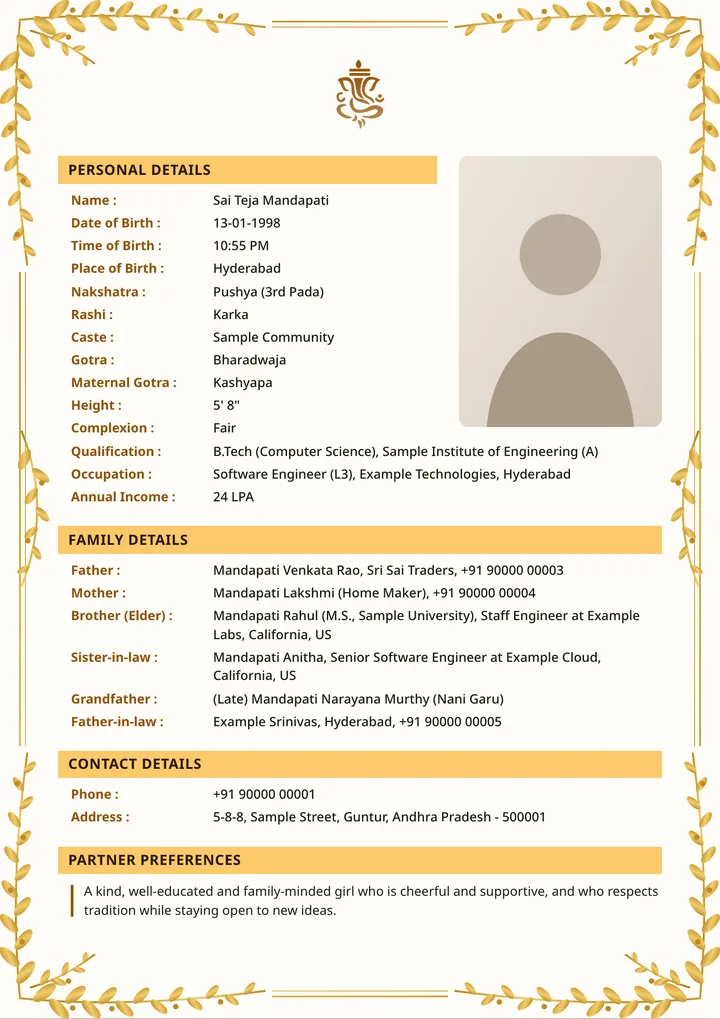 PERSONAL DETAILS
Name : Sai Teja Mandapati
Date of Birth : 13-01-1998
Time of Birth : 10:55 PM
Place of Birth : Hyderabad
Nakshatra : Pushya (3rd Pada)
Rashi : Karka
Caste : Sample Community
Gotra : Bharadwaja
Maternal Gotra : Kashyapa
Height : 5' 8"
Complexion : Fair
Qualification : B.Tech (Computer Science), Sample Institute of Engineering (A)
Occupation : Software Engineer (L3), Example Technologies, Hyderabad
Annual Income : 24 LPA
FAMILY DETAILS
Father : Mandapati Venkata Rao, Sri Sai Traders, +91 90000 00003
Mother : Mandapati Lakshmi (Home Maker), +91 90000 00004
Brother (Elder) : Mandapati Rahul (M.S., Sample University), Staff Engineer at Example
Labs, California, US
Sister-in-law : Mandapati Anitha, Senior Software Engineer at Example Cloud,
California, US
Grandfather : (Late) Mandapati Narayana Murthy (Nani Garu)
Father-in-law : Example Srinivas, Hyderabad, +91 90000 00005
CONTACT DETAILS
Phone : +91 90000 00001
Address : 5-8-8, Sample Street, Guntur, Andhra Pradesh - 500001
PARTNER PREFERENCES
A kind, well-educated and family-minded girl who is cheerful and supportive, and who respects
tradition while staying open to new ideas.